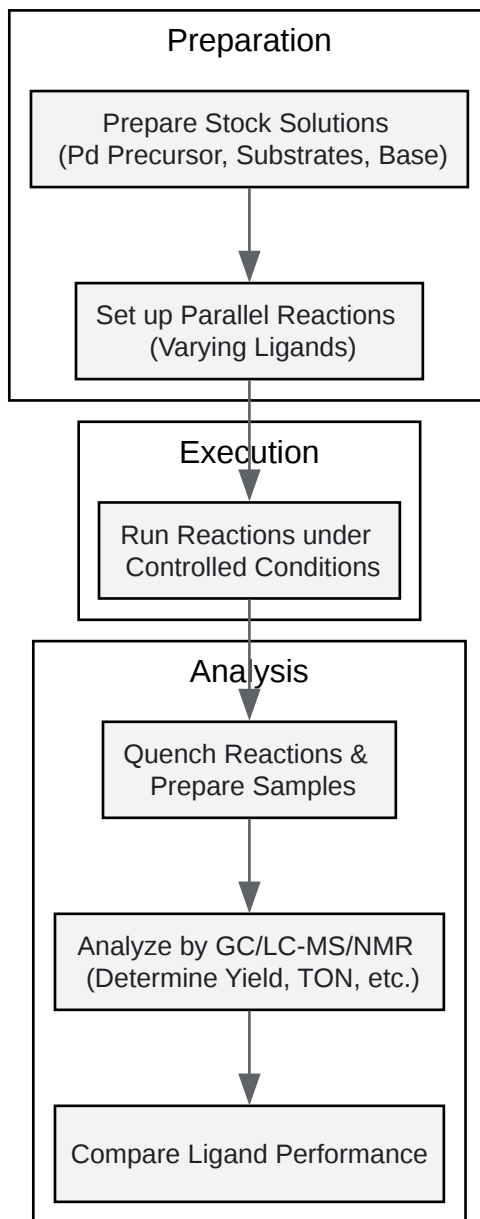 Preparation
Prepare Stock Solutions
(Pd Precursor, Substrates, Base)
Set up Parallel Reactions
(Varying Ligands)
Execution
Run Reactions under
Controlled Conditions
Analysis
Quench Reactions &
Prepare Samples
Analyze by GC/LC-MS/NMR
(Determine Yield, TON, etc.)
Compare Ligand Performance